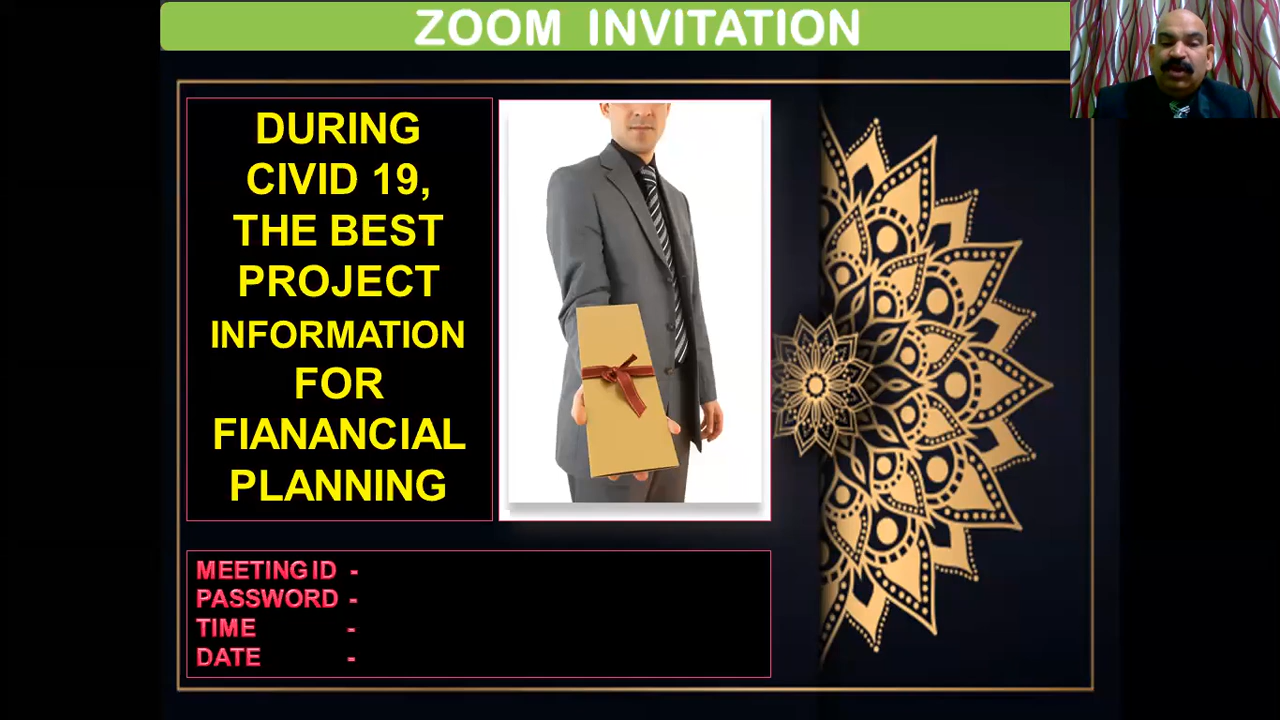 ZOOM INVITATION
DURING
CIVID 19,
THE BEST
PROJECT
INFORMATION
FOR
FIANANCIAL
PLANNING
MEETING ID -
PASSWORD -
TIME -
DATE -